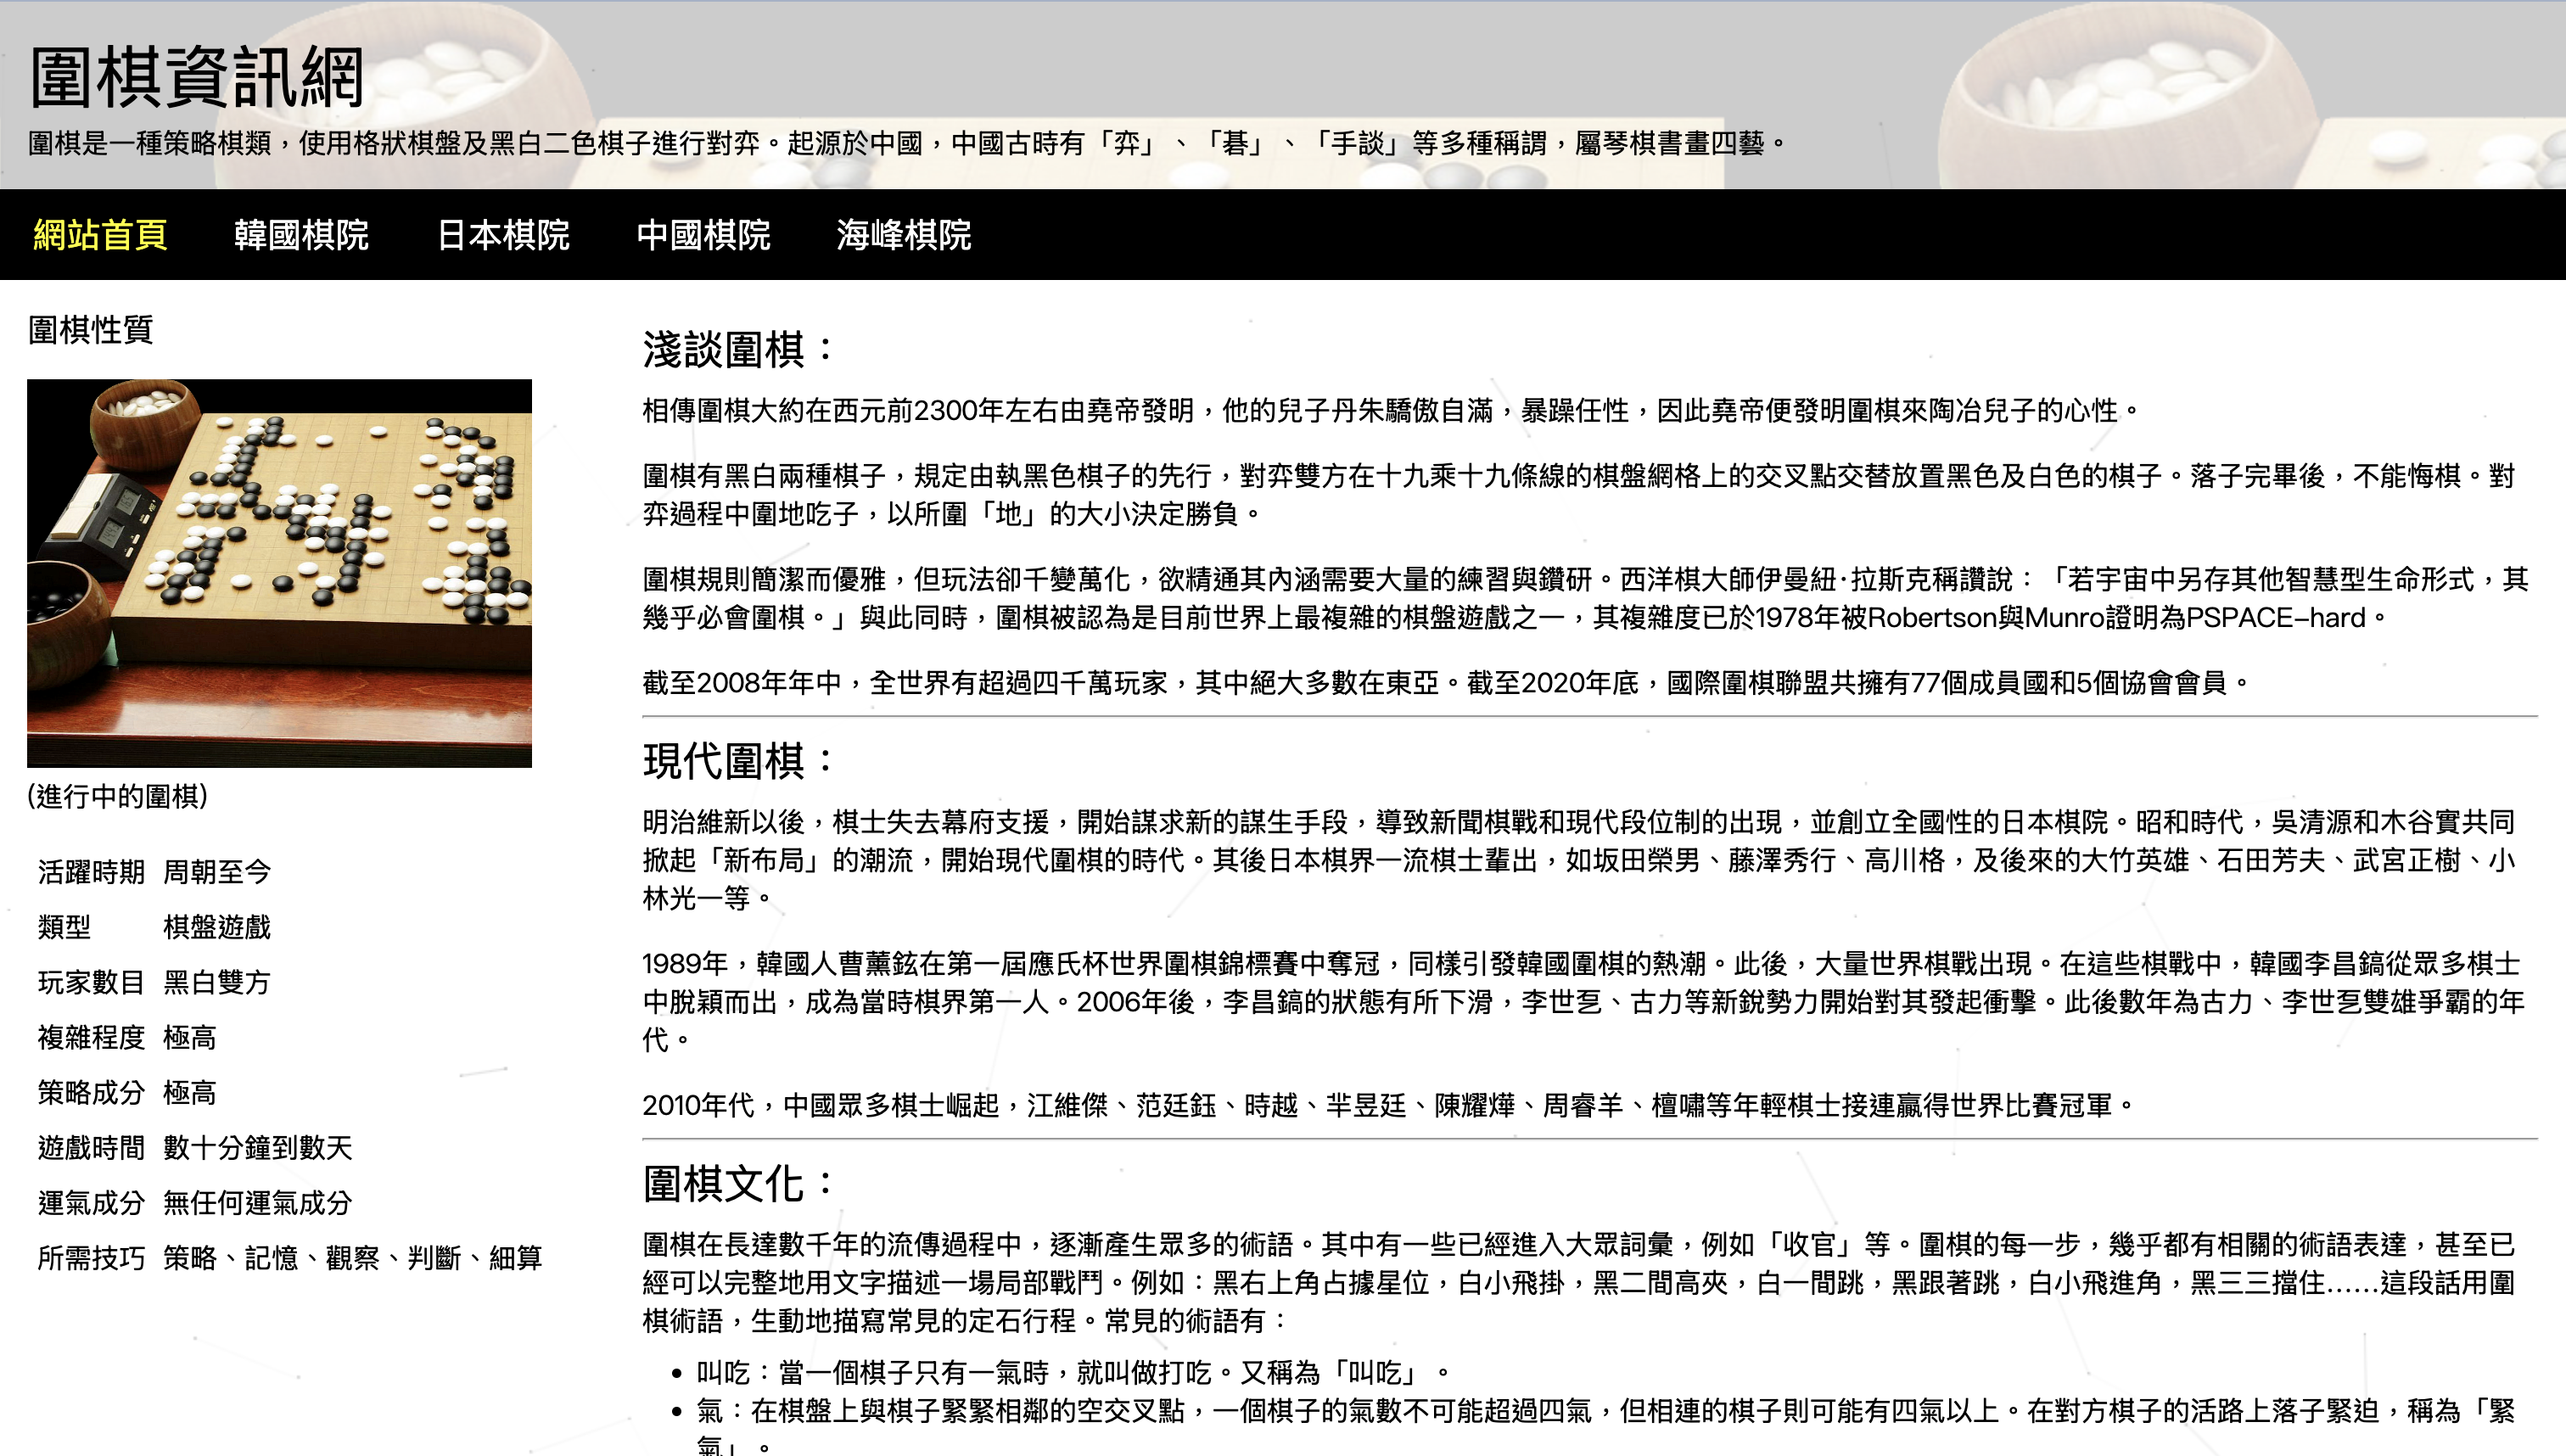 圍棋資訊網
圍棋是一種策略棋類，使用格狀棋盤及黑白二色棋子進行對弈。起源於中國，中國古時有「弈」、「碁」、「手談」等多種稱謂，屬琴棋書畫四藝。
網站首頁 韓國棋院 日本棋院 中國棋院 海峰棋院
圍棋性質
(進行中的圍棋)
活躍時期 周朝至今
類型 棋盤遊戲
玩家數目 黑白雙方
複雜程度 極高
策略成分 極高
遊戲時間 數十分鐘到數天
運氣成分 無任何運氣成分
所需技巧 策略、記憶、觀察、判斷、細算
淺談圍棋：
相傳圍棋大約在西元前2300年左右由堯帝發明，他的兒子丹朱驕傲自滿，暴躁任性，因此堯帝便發明圍棋來陶冶兒子的心性。
圍棋有黑白兩種棋子，規定由執黑色棋子的先行，對弈雙方在十九乘十九條線的棋盤網格上的交叉點交替放置黑色及白色的棋子。落子完畢後，不能悔棋。對
弈過程中圍地吃子，以所圍「地」的大小決定勝負。
圍棋規則簡潔而優雅，但玩法卻千變萬化，欲精通其內涵需要大量的練習與鑽研。西洋棋大師伊曼紐·拉斯克稱讚說：「若宇宙中另存其他智慧型生命形式，其
幾乎必會圍棋。」與此同時，圍棋被認為是目前世界上最複雜的棋盤遊戲之一，其複雜度已於1978年被Robertson與Munro證明為PSPACE-hard。
截至2008年年中，全世界有超過四千萬玩家，其中絕大多數在東亞。截至2020年底，國際圍棋聯盟共擁有77個成員國和5個協會會員。
現代圍棋：
明治維新以後，棋士失去幕府支援，開始謀求新的謀生手段，導致新聞棋戰和現代段位制的出現，並創立全國性的日本棋院。昭和時代，吳清源和木谷實共同
掀起「新布局」的潮流，開始現代圍棋的時代。其後日本棋界一流棋士輩出，如坂田榮男、藤澤秀行、高川格，及後來的大竹英雄、石田芳夫、武宮正樹、小
林光一等。
1989年，韓國人曹薰鉉在第一屆應氏杯世界圍棋錦標賽中奪冠，同樣引發韓國圍棋的熱潮。此後，大量世界棋戰出現。在這些棋戰中，韓國李昌鎬從眾多棋士
中脫穎而出，成為當時棋界第一人。2006年後，李昌鎬的狀態有所下滑，李世乭、古力等新銳勢力開始對其發起衝擊。此後數年為古力、李世乭雙雄爭霸的年
代。
2010年代，中國眾多棋士崛起，江維傑、范廷鈺、時越、羋昱廷、陳耀燁、周睿羊、檀嘯等年輕棋士接連贏得世界比賽冠軍。
圍棋文化：
圍棋在長達數千年的流傳過程中，逐漸產生眾多的術語。其中有一些已經進入大眾詞彙，例如「收官」等。圍棋的每一步，幾乎都有相關的術語表達，甚至已
經可以完整地用文字描述一場局部戰鬥。例如：黑右上角占據星位，白小飛掛，黑二間高夾，白一間跳，黑跟著跳，白小飛進角，黑三三擋住……這段話用圍
棋術語，生動地描寫常見的定石行程。常見的術語有：
• 叫吃：當一個棋子只有一氣時，就叫做打吃。又稱為「叫吃」。
• 氣：在棋盤上與棋子緊緊相鄰的空交叉點，一個棋子的氣數不可能超過四氣，但相連的棋子則可能有四氣以上。在對方棋子的活路上落子緊迫，稱為「緊
氣」。